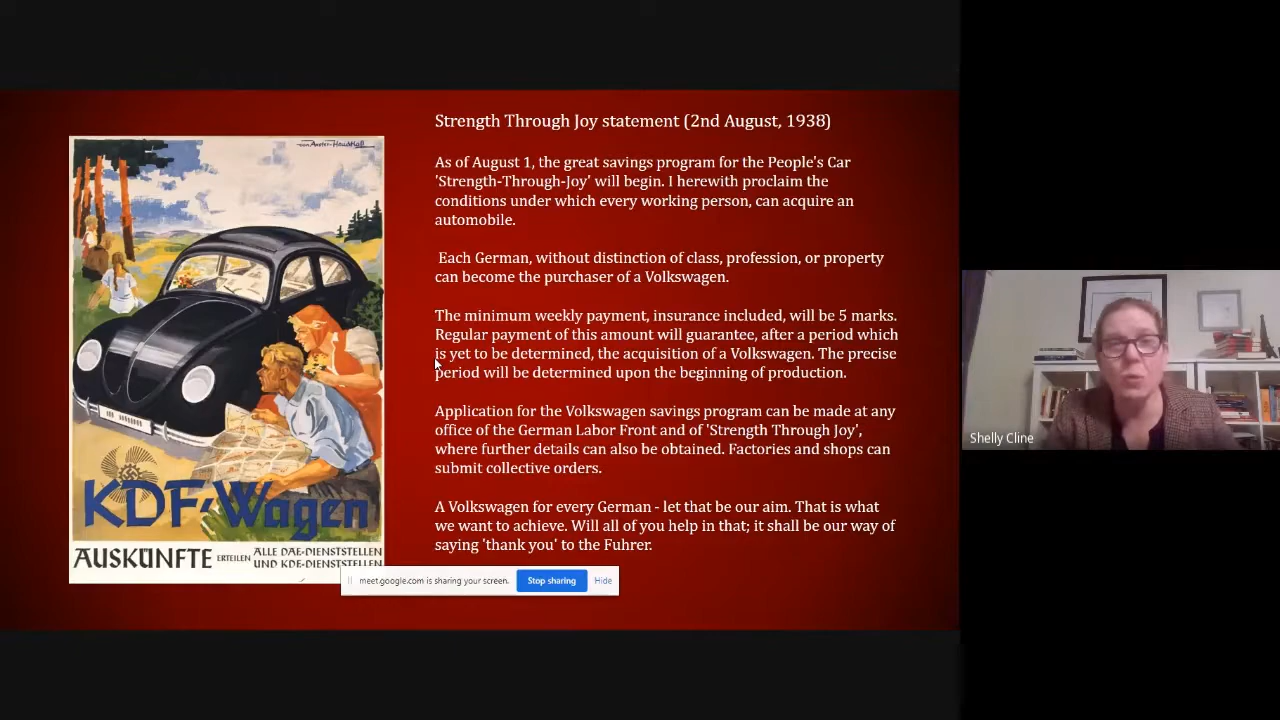 Strength Through Joy statement (2nd August, 1938)
As of August 1, the great savings program for the People's Car
'Strength-Through-Joy' will begin. I herewith proclaim the
conditions under which every working person, can acquire an
automobile.
Each German, without distinction of class, profession, or property
can become the purchaser of a Volkswagen.
The minimum weekly payment, insurance included, will be 5 marks.
Regular payment of this amount will guarantee, after a period which
is yet to be determined, the acquisition of a Volkswagen. The precise
period will be determined upon the beginning of production.
Application for the Volkswagen savings program can be made at any
office of the German Labor Front and of 'Strength Through Joy',
where further details can also be obtained. Factories and shops can
submit collective orders.
A Volkswagen for every German - let that be our aim. That is what
we want to achieve. Will all of you help in that; it shall be our way of
saying 'thank you' to the Fuhrer.
KDF-Wagen
AUSKÜNFTE ERTEILEN ALLE DAF-DIENSTSTELLEN
UND KDF-DIENSTSTELLEN
meet.google.com is sharing your screen. Stop sharing Hide
Shelly Cline